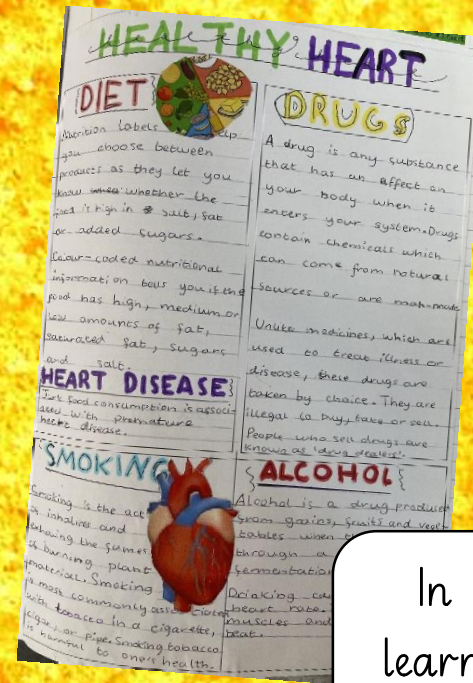 HEALTHY HEART
DIET
Nutrition labels
you choose between
products as they let you
know whether the
food is high in salt, fat
or added sugars.
Colour-coded nutritional
information tells you if the
food has high, medium or
low amounts of fat,
saturated fat, sugars
and salt.
HEART DISEASE
Junk food consumption is associ-
ated with premature
heart disease.
DRUGS
A drug is any substance
that has an affect on
your body when it
enters your system. Drugs
contain chemicals which
can come from natural
sources or are man-made
Unlike medicines, which are
used to treat illness or
disease, these drugs are
taken by choice. They are
illegal to buy, take or sell.
People who sell drugs are
known as 'drug dealers'.
SMOKING
Smoking is the act
of inhaling and
exhaling the fumes
of burning plant
material. Smoking
is most commonly
with tobacco in a cigarette,
cigar, or pipe. Smoking tobacco
is harmful to one's health.
ALCOHOL
Alcohol is a drug produce
from grains, fruits and vege-
tables when
through a
fermentatio
Drinking
heart rate
muscles and
beat.
In
learn